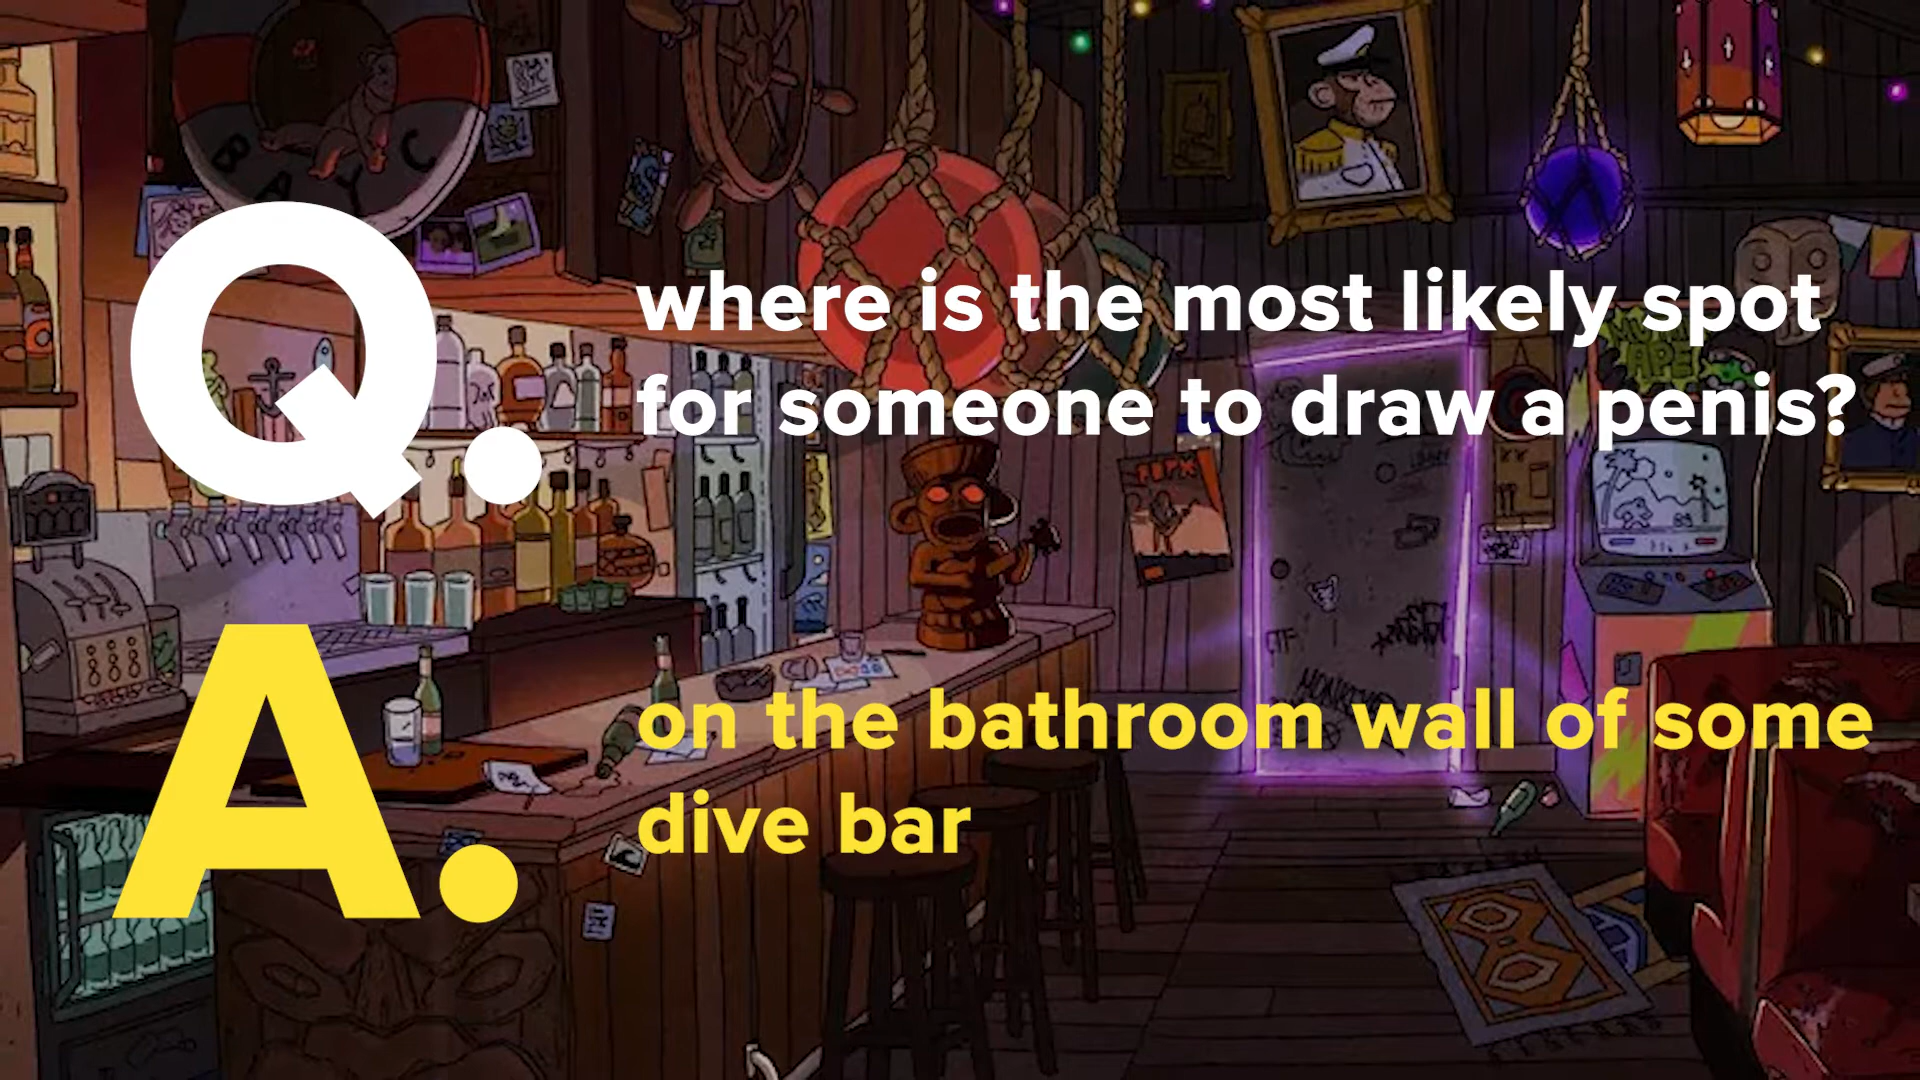 BAYC
Q.
where is the most likely spot
for someone to draw a penis?
A.
on the bathroom wall of some
dive bar